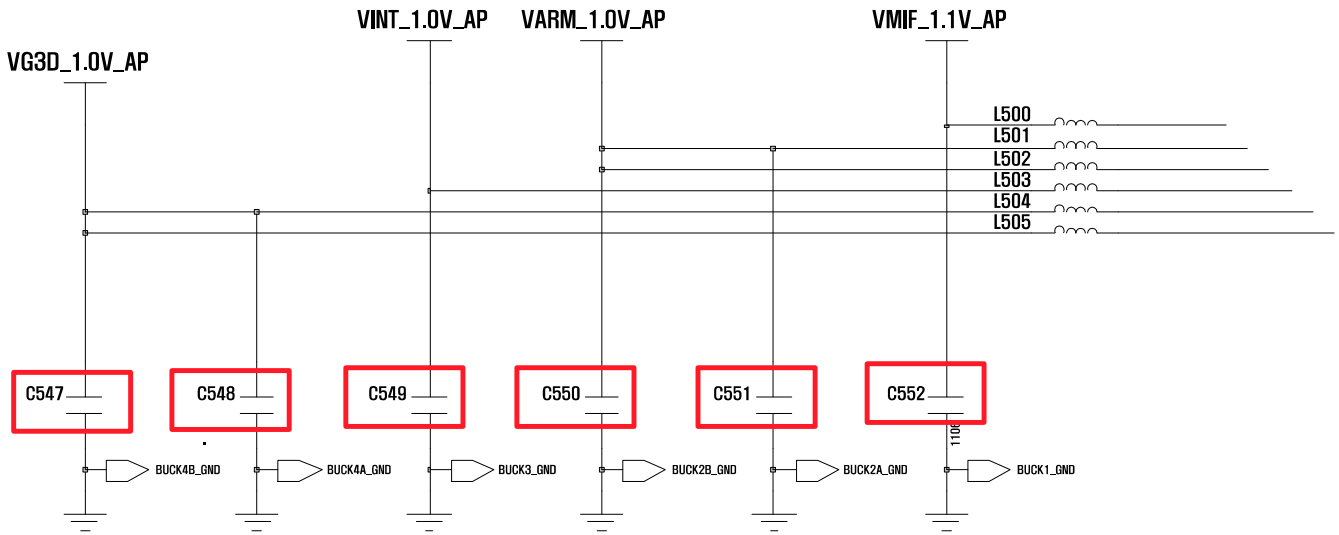 VINT_1.0V_AP
VARM_1.0V_AP
VMIF_1.1V_AP
VG3D_1.0V_AP
L500
L501
L502
L503
L504
L505
C547
C548
C549
C550
C551
C552
1106
BUCK4B_GND
BUCK4A_GND
BUCK3_GND
BUCK2B_GND
BUCK2A_GND
BUCK1_GND